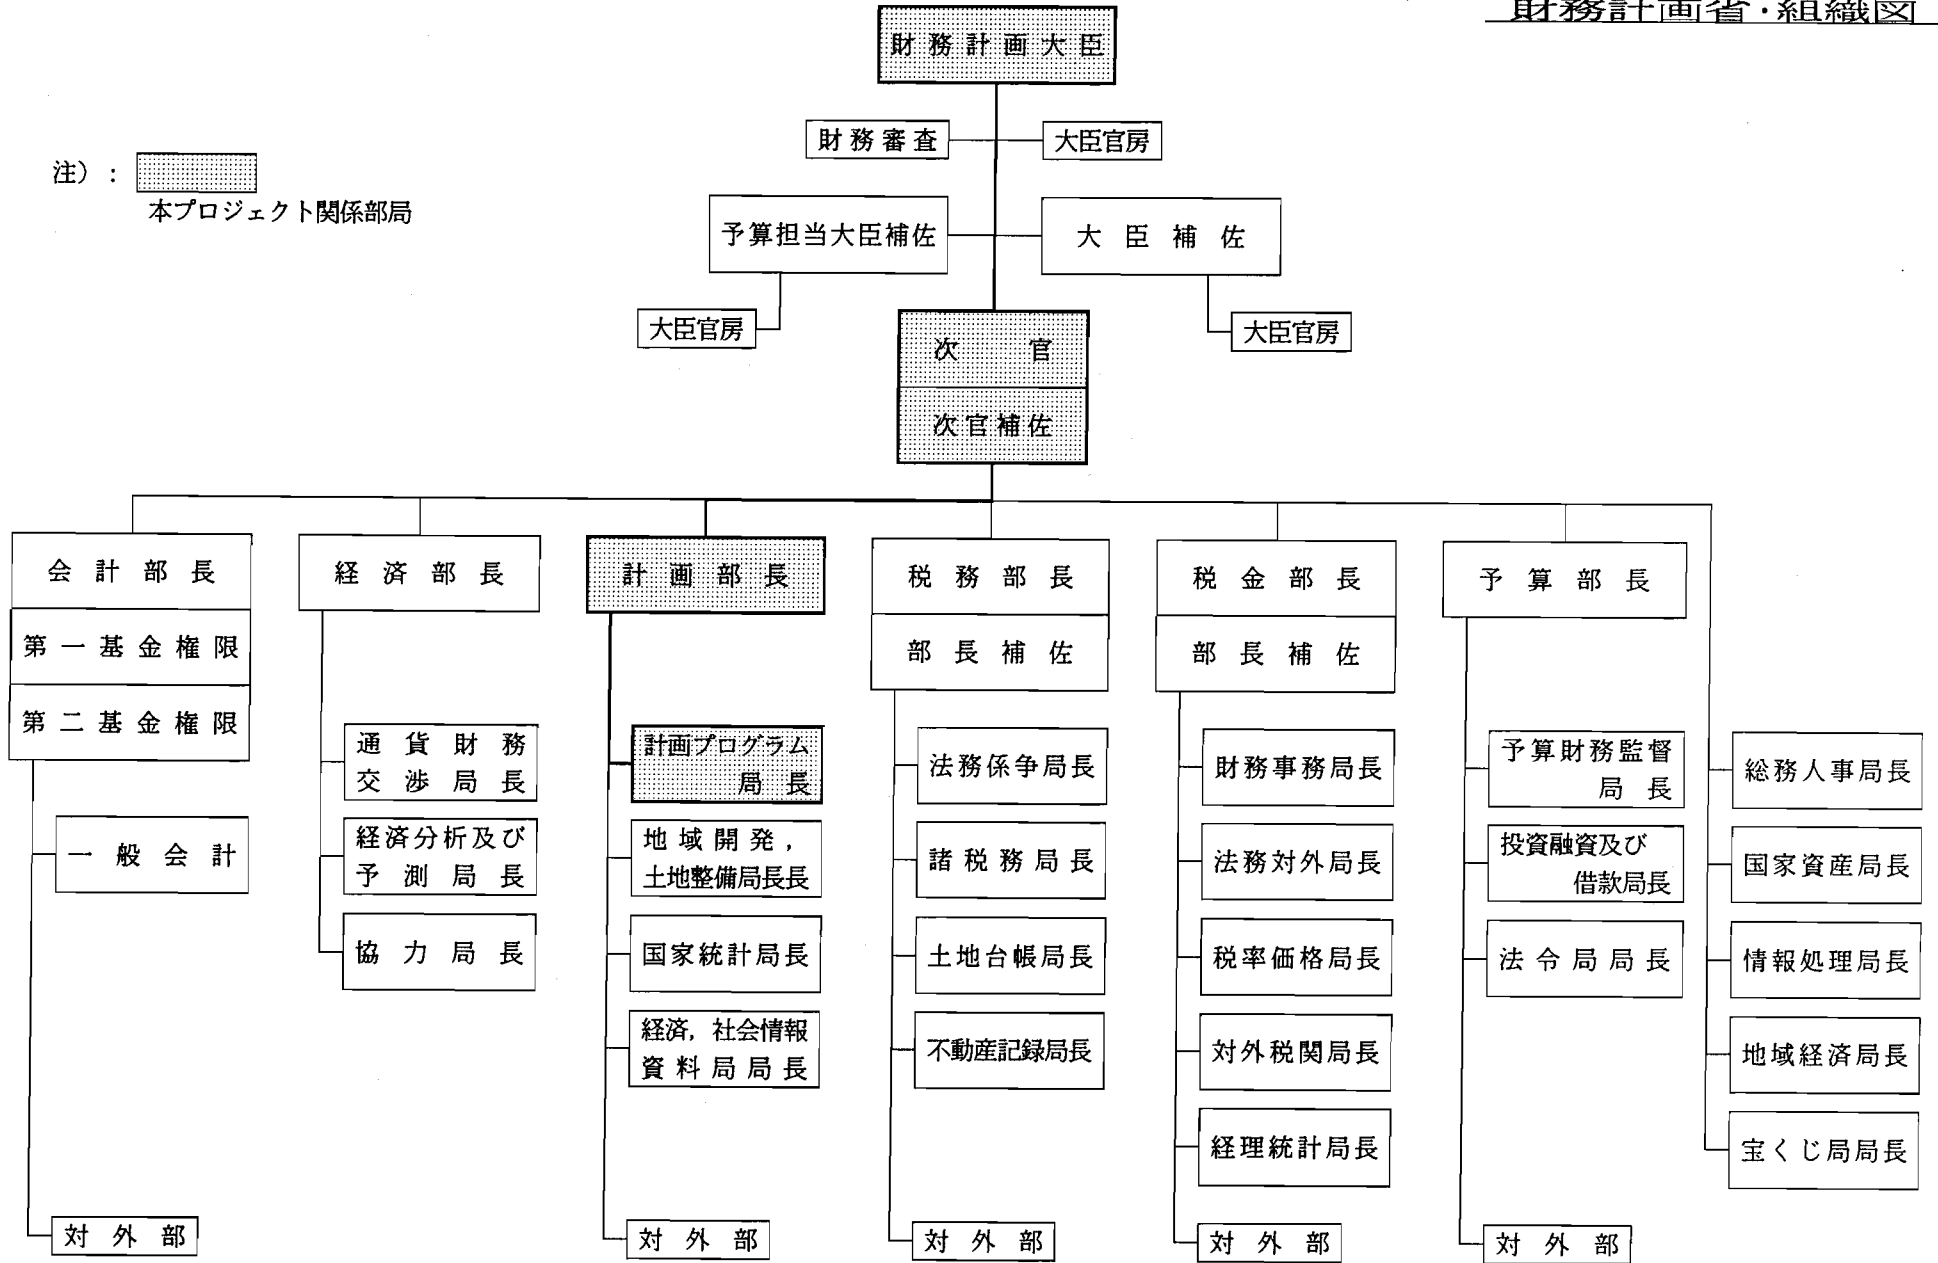 財務計画省・組織図
財務計画大臣
財務審査
大臣官房
注）：
本プロジェクト関係部局
予算担当大臣補佐
大臣補佐
大臣官房
大臣官房
次官
次官補佐
会計部長
第一基金権限
第二基金権限
一般会計
対外部
経済部長
通貨財務
交渉局長
経済分析及び
予測局長
協力局長
計画部長
計画プログラム
局長
地域開発，
土地整備局長長
国家統計局長
経済，社会情報
資料局局長
対外部
税務部長
部長補佐
法務係争局長
諸税務局長
土地台帳局長
不動産記録局長
対外部
税金部長
部長補佐
財務事務局長
法務対外局長
税率価格局長
対外税関局長
経理統計局長
対外部
予算部長
予算財務監督
局長
投資融資及び
借款局長
法令局局長
対外部
総務人事局長
国家資産局長
情報処理局長
地域経済局長
宝くじ局局長